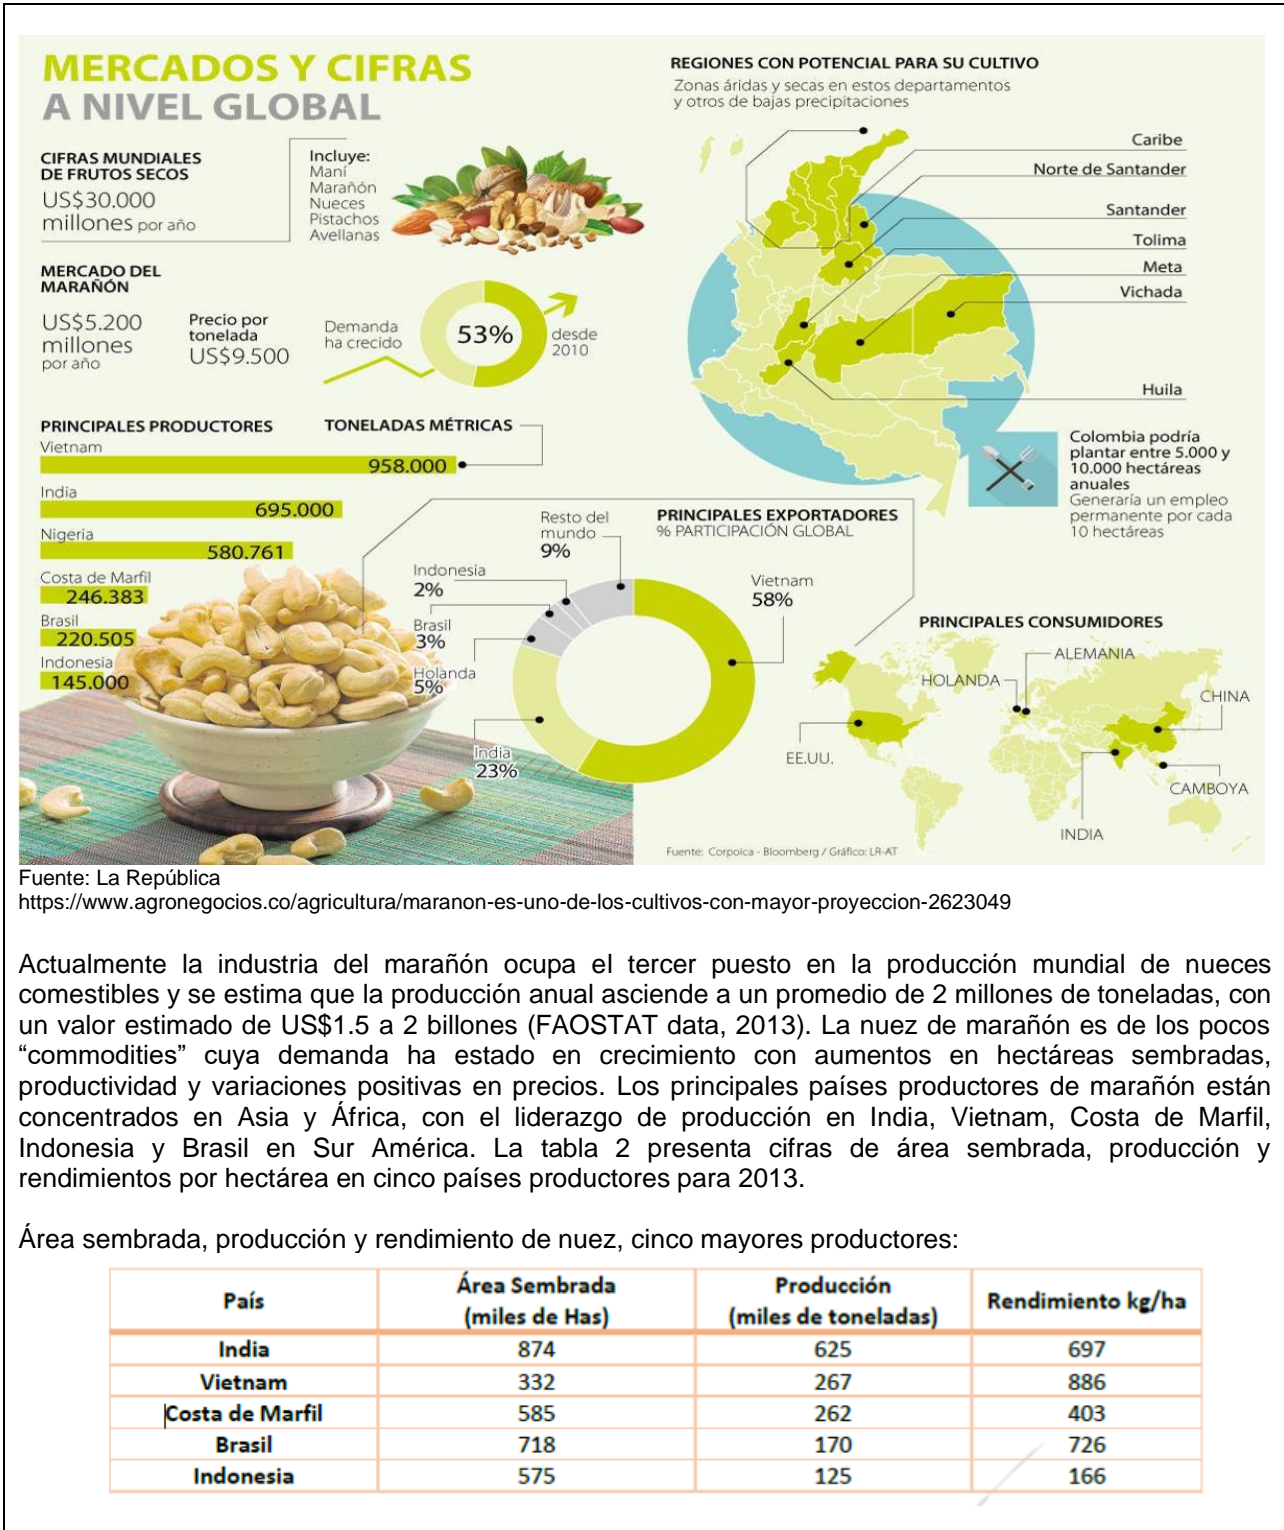 MERCADOS Y CIFRAS
A NIVEL GLOBAL
CIFRAS MUNDIALES
DE FRUTOS SECOS
US$30.000
millones por año
Incluye:
Maní
Marañón
Nueces
Pistachos
Avellanas
MERCADO DEL
MARAÑÓN
US$5.200
millones
por año
Precio por
tonelada
US$9.500
Demanda
ha crecido
53%
desde
2010
REGIONES CON POTENCIAL PARA SU CULTIVO
Zonas áridas y secas en estos departamentos
y otros de bajas precipitaciones
Caribe
Norte de Santander
Santander
Tolima
Meta
Vichada
Huila
Colombia podría
plantar entre 5.000 y
10.000 hectáreas
anuales
Generaría un empleo
permanente por cada
10 hectáreas
PRINCIPALES PRODUCTORES
TONELADAS MÉTRICAS
Vietnam
958.000
India
695.000
Nigeria
580.761
Costa de Marfil
246.383
Brasil
220.505
Indonesia
145.000
PRINCIPALES EXPORTADORES
% PARTICIPACIÓN GLOBAL
Resto del
mundo
9%
Indonesia
2%
Brasil
3%
Holanda
5%
India
23%
Vietnam
58%
PRINCIPALES CONSUMIDORES
ALEMANIA
HOLANDA
CHINA
EE.UU.
CAMBOYA
INDIA
Fuente: Corpoica - Bloomberg / Gráfico: LR-AT
Fuente: La República
https://www.agronegocios.co/agricultura/maranon-es-uno-de-los-cultivos-con-mayor-proyeccion-2623049
Actualmente la industria del marañón ocupa el tercer puesto en la producción mundial de nueces
comestibles y se estima que la producción anual asciende a un promedio de 2 millones de toneladas, con
un valor estimado de US$1.5 a 2 billones (FAOSTAT data, 2013). La nuez de marañón es de los pocos
“commodities” cuya demanda ha estado en crecimiento con aumentos en hectáreas sembradas,
productividad y variaciones positivas en precios. Los principales países productores de marañón están
concentrados en Asia y África, con el liderazgo de producción en India, Vietnam, Costa de Marfil,
Indonesia y Brasil en Sur América. La tabla 2 presenta cifras de área sembrada, producción y
rendimientos por hectárea en cinco países productores para 2013.
Área sembrada, producción y rendimiento de nuez, cinco mayores productores:
País Área Sembrada (miles de Has) Producción (miles de toneladas) Rendimiento kg/ha
India 874 625 697
Vietnam 332 267 886
Costa de Marfil 585 262 403
Brasil 718 170 726
Indonesia 575 125 166